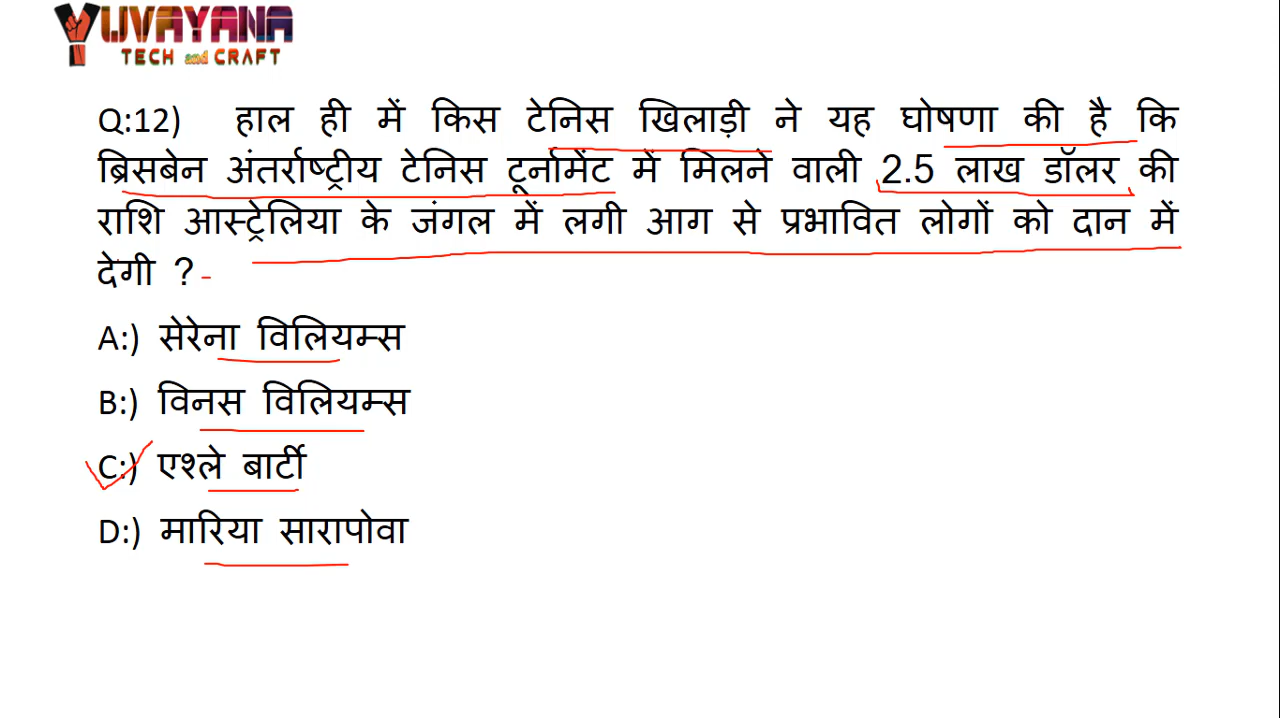 YUVAYANA
TECH and CRAFT
Q:12) हाल ही में किस टेनिस खिलाड़ी ने यह घोषणा की है कि
ब्रिसबेन अंतर्राष्ट्रीय टेनिस टूर्नामेंट में मिलने वाली 2.5 लाख डॉलर की
राशि आस्ट्रेलिया के जंगल में लगी आग से प्रभावित लोगों को दान में
देगी ?
A:) सेरेना विलियम्स
B:) विनस विलियम्स
C:) एश्ले बार्टी
D:) मारिया सारापोवा